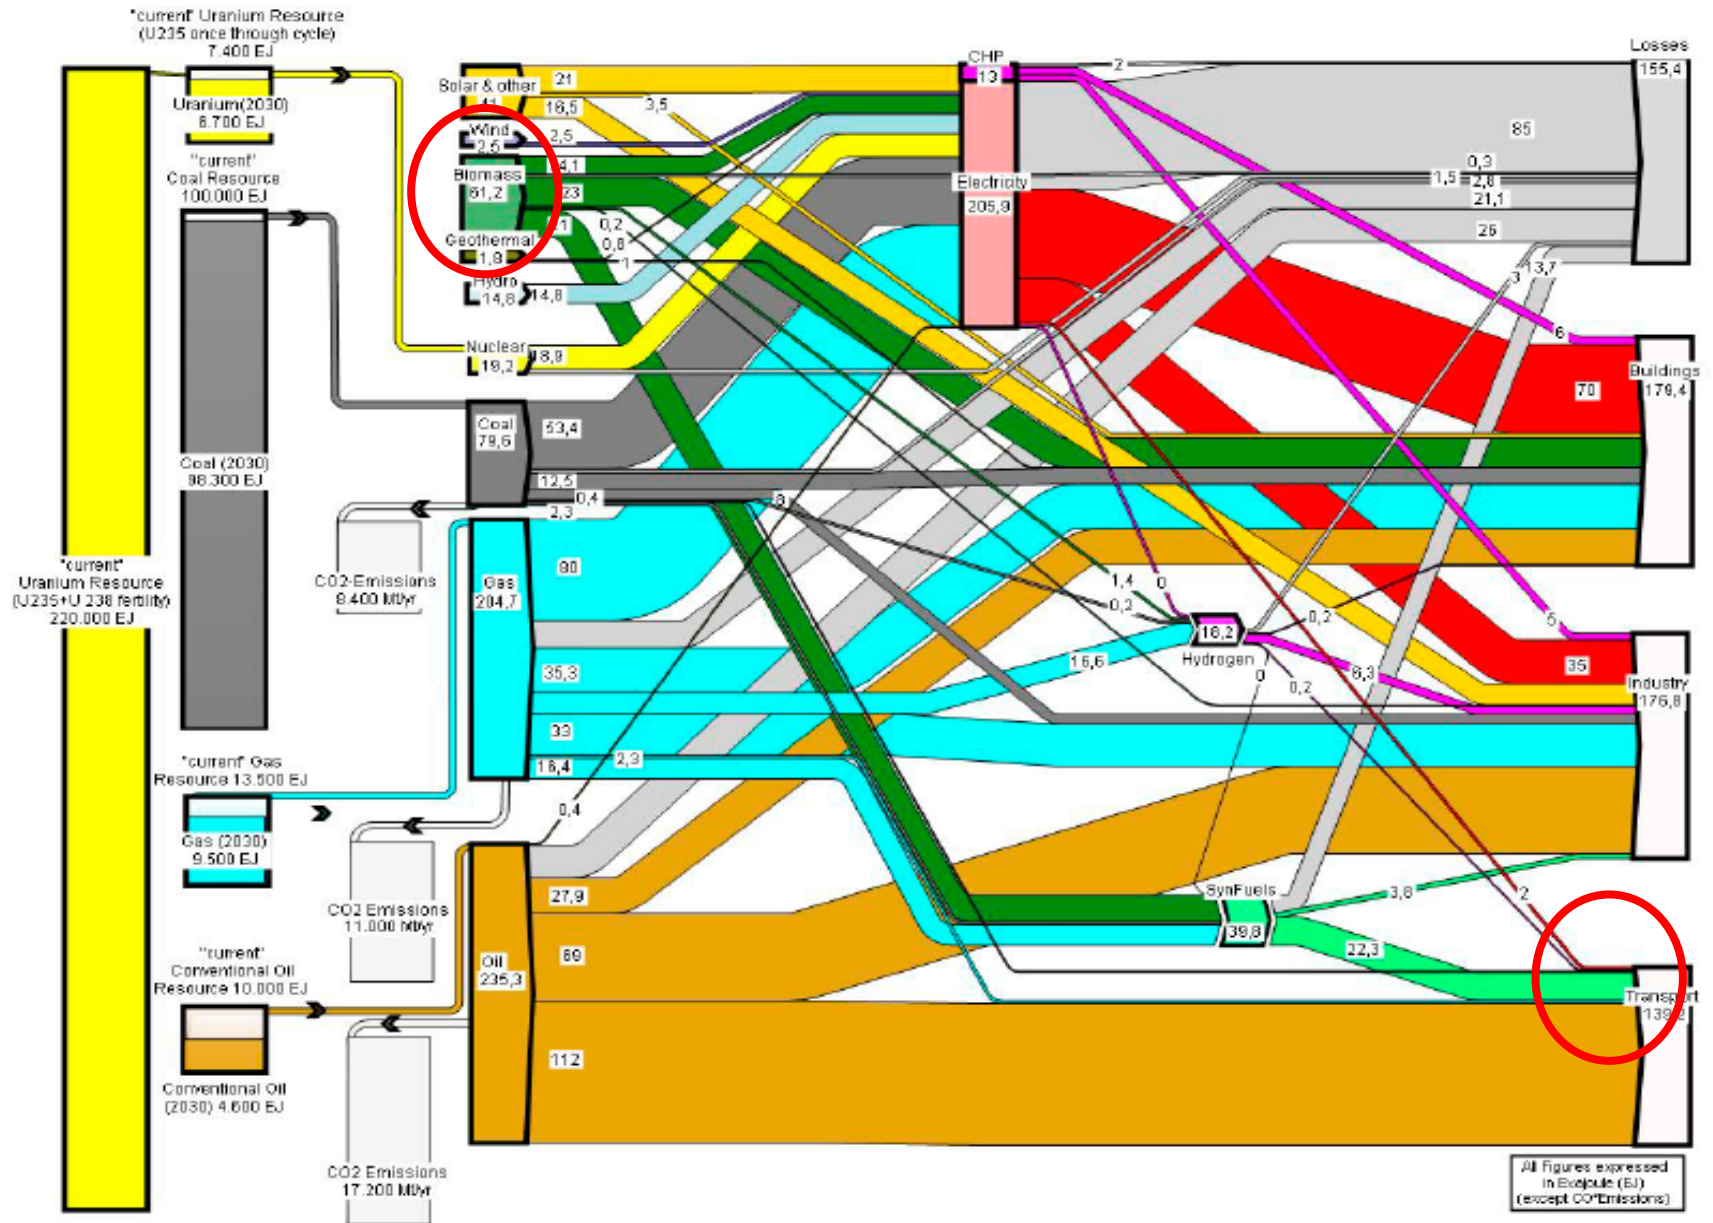 "current" Uranium Resource
(U235 once through cycle)
7.400 EJ
Uranium(2030)
6.700 EJ
"current"
Coal Resource
100.000 EJ
Coal (2030)
98.300 EJ
"current"
Uranium Resource
(U235+U 238 fertility)
220.000 EJ
"current" Gas
Resource 13.500 EJ
Gas (2030)
9.500 EJ
"current"
Conventional Oil
Resource 10.000 EJ
Conventional Oil
(2030) 4.600 EJ
CO2-Emissions
8.400 Mt/yr
CO2 Emissions
11.000 Mt/yr
CO2 Emissions
17.200 Mt/yr
Solar & other
41
Wind
2,5
Biomass
61,2
Geothermal
1,9
Hydro
14,8
Nuclear
19,2
Coal
79,6
Gas
204,7
Oil
235,3
21
16,5
3,5
2,5
4,1
23
0,2
0,8
1
14,8
18,9
53,4
12,5
0,4
2,3
8
90
35,3
33
16,4
2,3
0,4
27,9
69
112
CHP
13
Electricity
205,9
2
85
0,3
1,5
2,8
21,1
26
3
13,7
6
70
5
35
1,4
0
0,2
16,6
18,2
Hydrogen
0,2
6,3
0
0,2
SynFuels
39,8
3,8
22,3
2
Losses
155,4
Buildings
179,4
Industry
176,8
Transport
139,2
All Figures expressed
in Exajoule (EJ)
(except CO²Emissions)